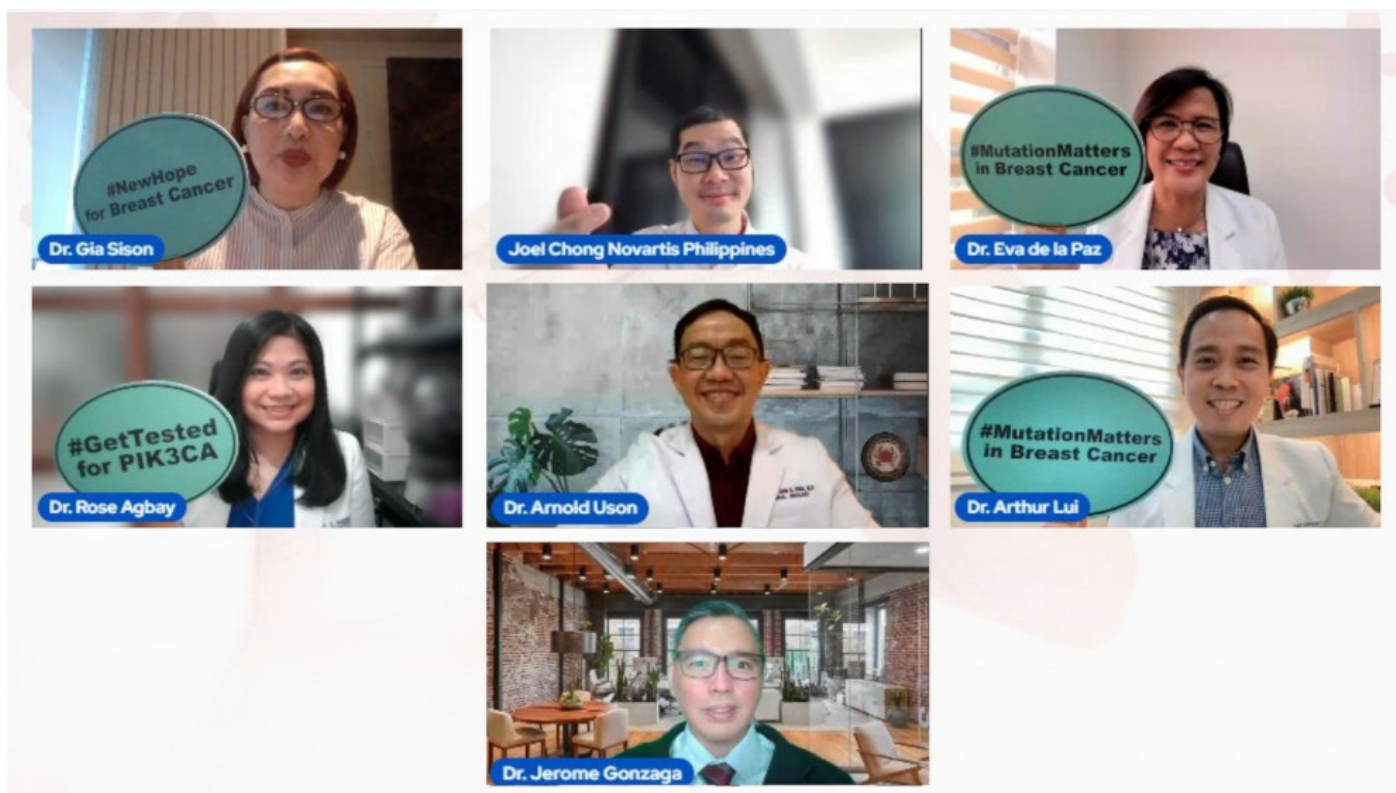 #NewHope
for Breast Cancer
Dr. Gia Sison
Joel Chong Novartis Philippines
#MutationMatters
in Breast Cancer
Dr. Eva de la Paz
#GetTested
for PIK3CA
Dr. Rose Agbay
Dr. Arnold Uson
#MutationMatters
in Breast Cancer
Dr. Arthur Lui
Dr. Jerome Gonzaga